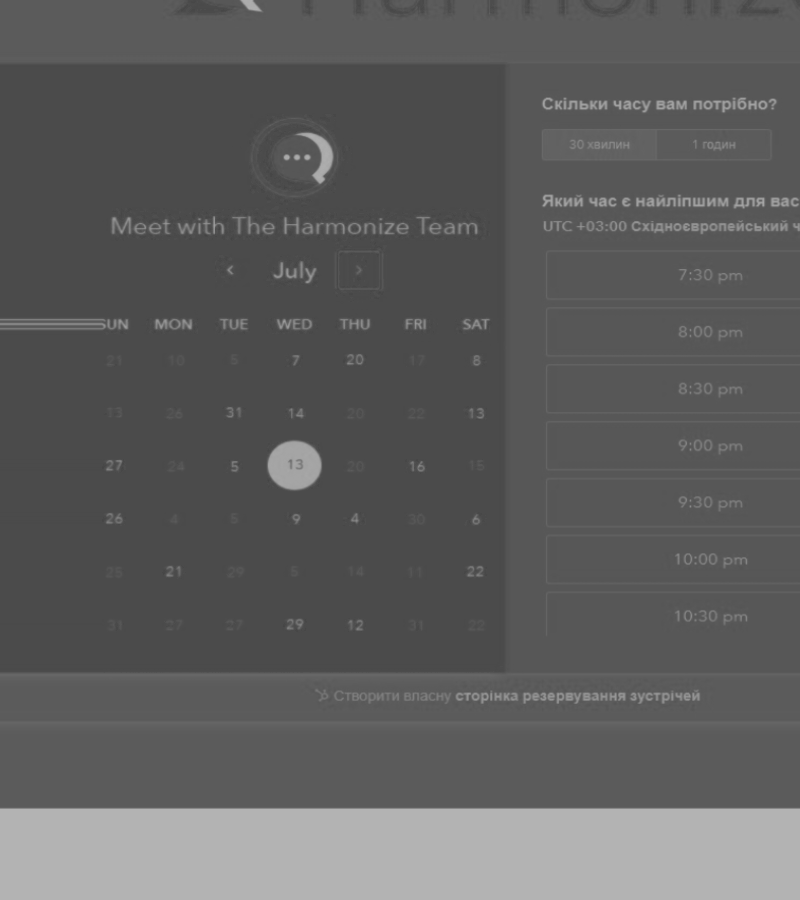 Harmonize
Meet with The Harmonize Team
July
SUN MON TUE WED THU FRI SAT
21 10 5 7 20 17 8
13 26 31 14 20 22 13
27 24 5 13 20 16 15
26 4 5 9 4 30 6
25 21 29 5 14 11 22
31 27 27 29 12 31 22
Скільки часу вам потрібно?
30 хвилин 1 годин
Який час є найліпшим для вас
UTC +03:00 Східноєвропейський ч
7:30 pm
8:00 pm
8:30 pm
9:00 pm
9:30 pm
10:00 pm
10:30 pm
Створити власну сторінка резервування зустрічей